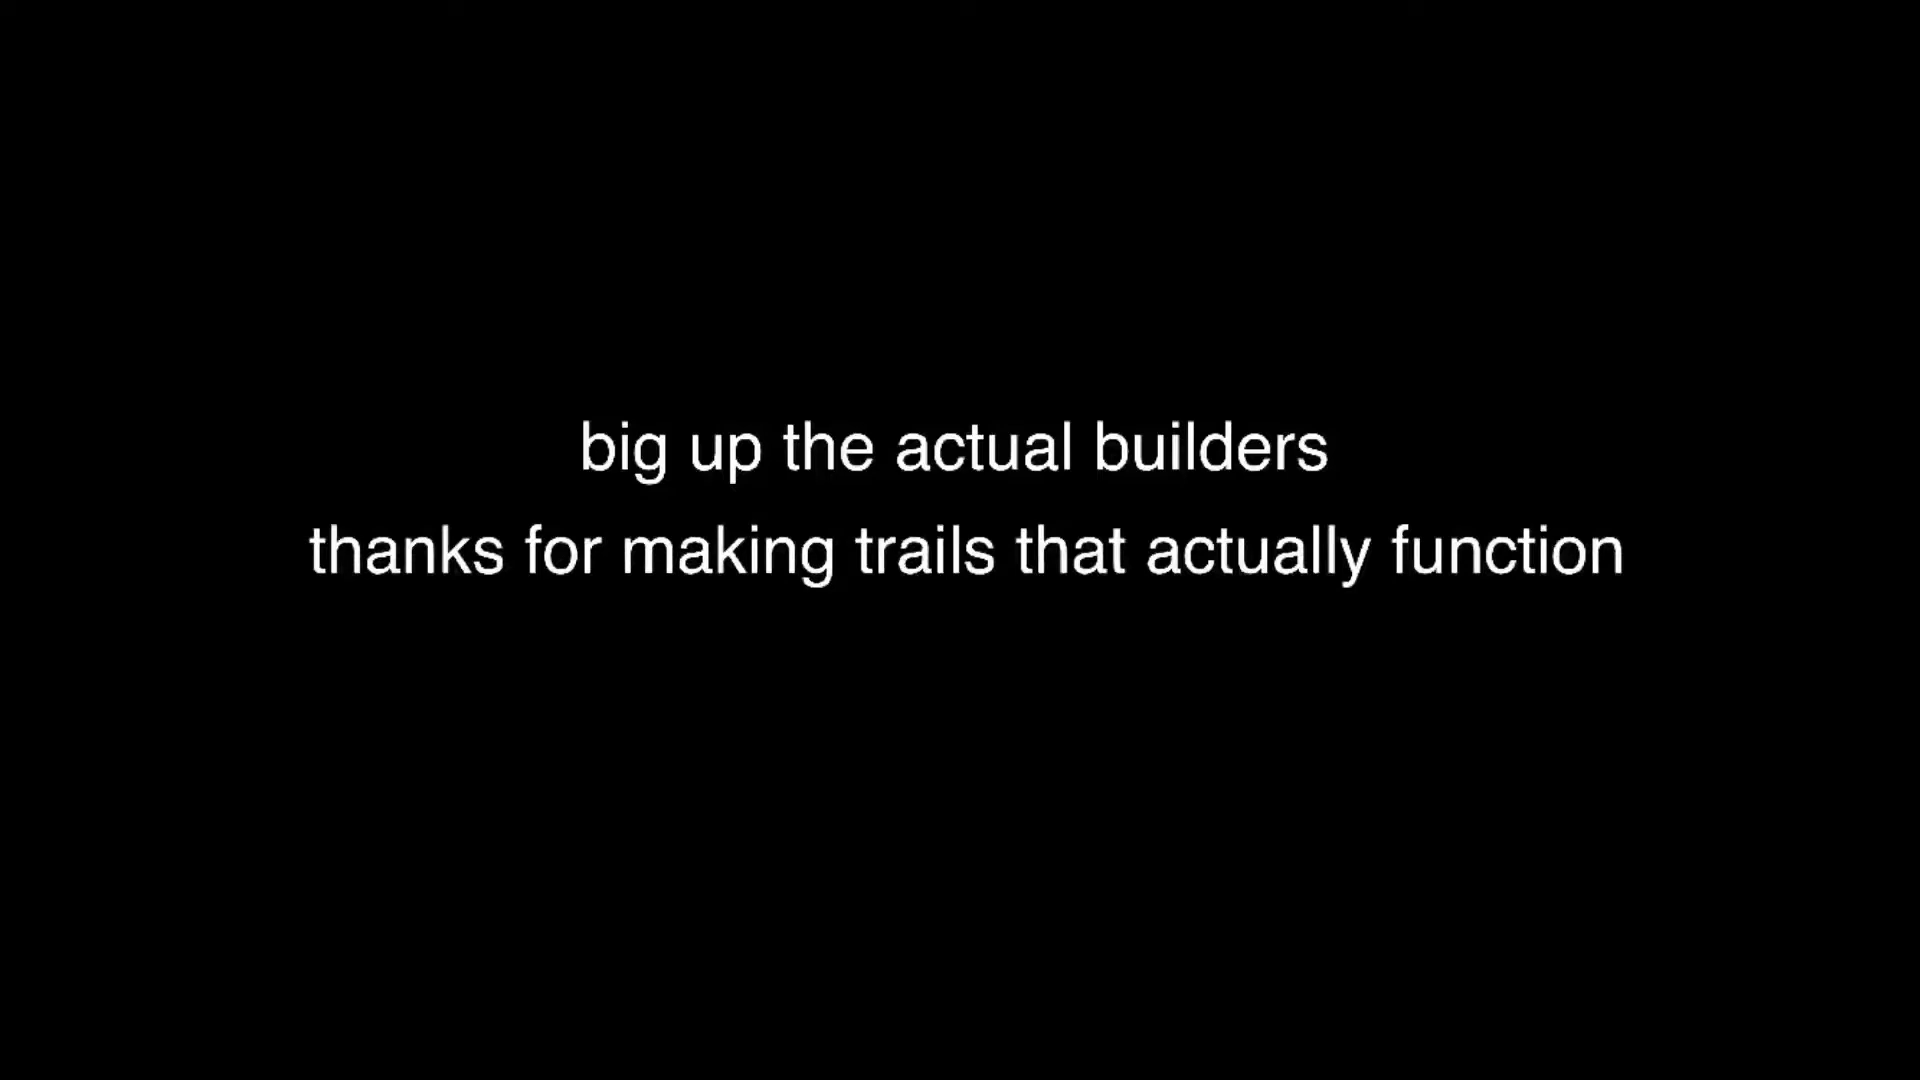 big up the actual builders
thanks for making trails that actually function